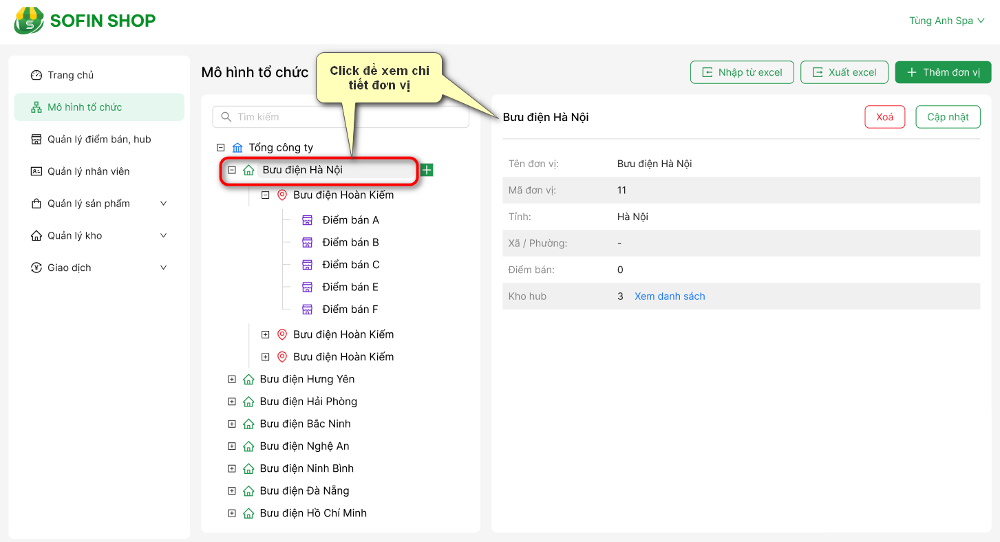 SOFIN SHOP
Tùng Anh Spa
Trang chủ
Mô hình tổ chức
Quản lý điểm bán, hub
Quản lý nhân viên
Quản lý sản phẩm
Quản lý kho
Giao dịch
Mô hình tổ chức
Click để xem chi
tiết đơn vị
Nhập từ excel
Xuất excel
Thêm đơn vị
Tìm kiếm
Tổng công ty
Bưu điện Hà Nội
Bưu điện Hoàn Kiếm
Điểm bán A
Điểm bán B
Điểm bán C
Điểm bán E
Điểm bán F
Bưu điện Hoàn Kiếm
Bưu điện Hoàn Kiếm
Bưu điện Hưng Yên
Bưu điện Hải Phòng
Bưu điện Bắc Ninh
Bưu điện Nghệ An
Bưu điện Ninh Bình
Bưu điện Đà Nẵng
Bưu điện Hồ Chí Minh
Bưu điện Hà Nội
Xoá
Cập nhật
Tên đơn vị: Bưu điện Hà Nội
Mã đơn vị: 11
Tỉnh: Hà Nội
Xã / Phường: -
Điểm bán: 0
Kho hub 3 Xem danh sách